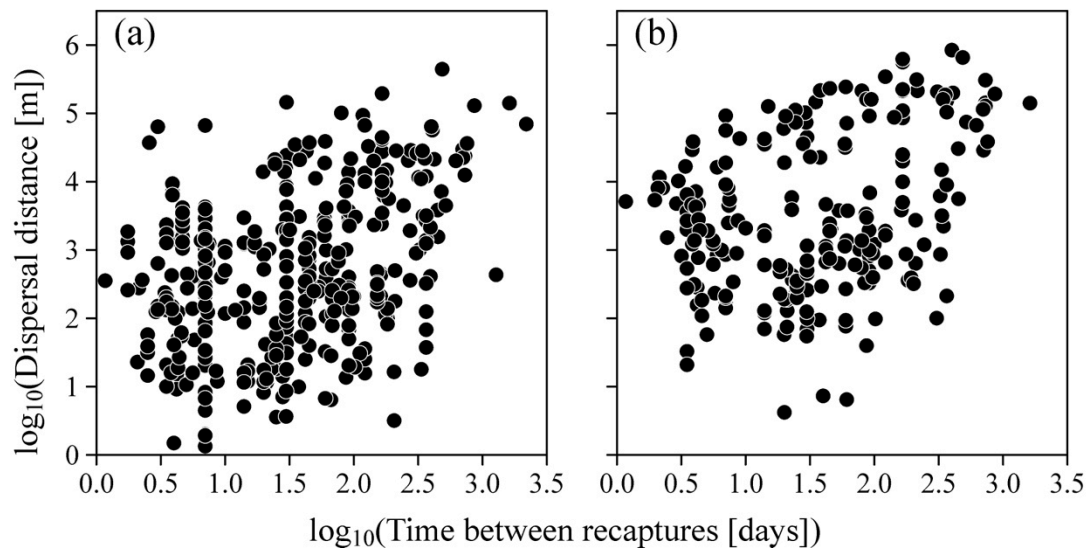 (a)
(b)
log₁₀(Dispersal distance [m])
6
5
4
3
2
1
0
0.0 0.5 1.0 1.5 2.0 2.5 3.0 3.5
0.0 0.5 1.0 1.5 2.0 2.5 3.0 3.5
log₁₀(Time between recaptures [days])